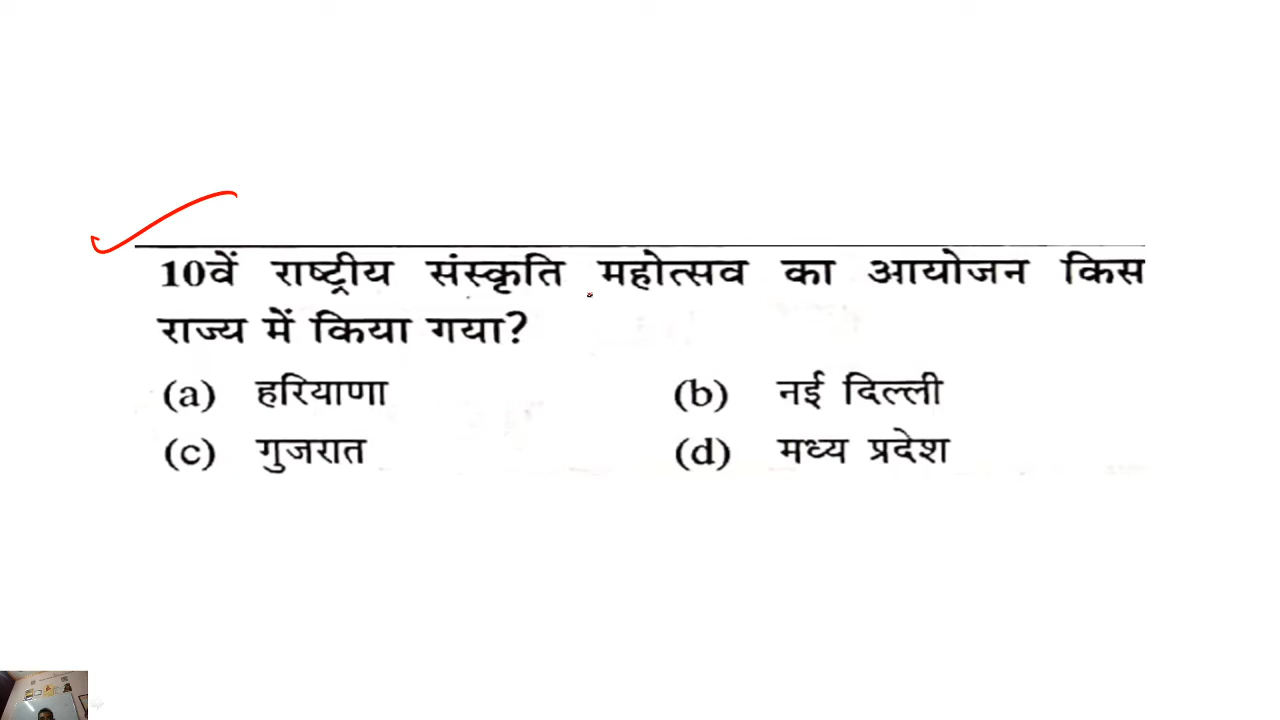 10वें राष्ट्रीय संस्कृति महोत्सव का आयोजन किस
राज्य में किया गया?
(a) हरियाणा (b) नई दिल्ली
(c) गुजरात (d) मध्य प्रदेश